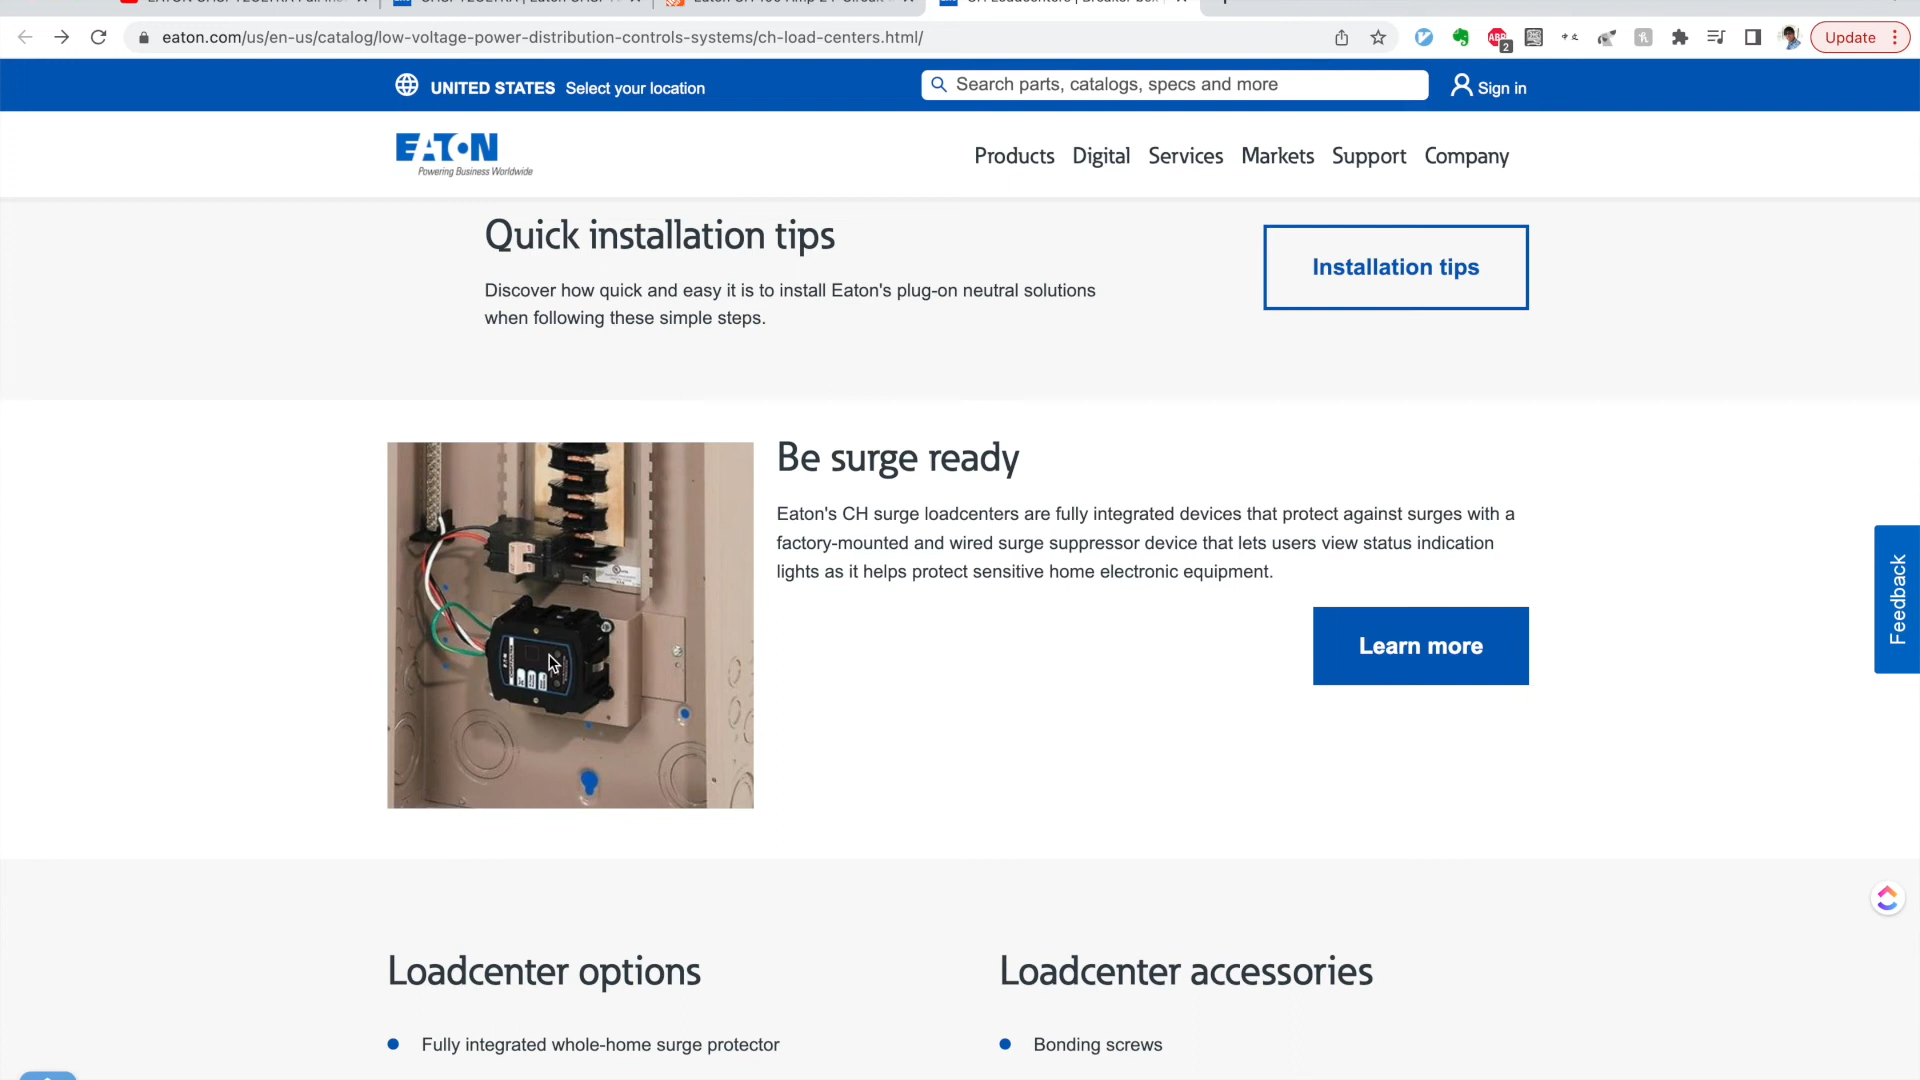 eaton.com/us/en-us/catalog/low-voltage-power-distribution-controls-systems/ch-load-centers.html/
2
Update
UNITED STATES Select your location
Search parts, catalogs, specs and more
Sign in
EATON
Powering Business Worldwide
Products Digital Services Markets Support Company
Quick installation tips
Discover how quick and easy it is to install Eaton's plug-on neutral solutions
when following these simple steps.
Installation tips
Be surge ready
Eaton's CH surge loadcenters are fully integrated devices that protect against surges with a
factory-mounted and wired surge suppressor device that lets users view status indication
lights as it helps protect sensitive home electronic equipment.
Learn more
Feedback
Loadcenter options
Loadcenter accessories
Fully integrated whole-home surge protector
Bonding screws